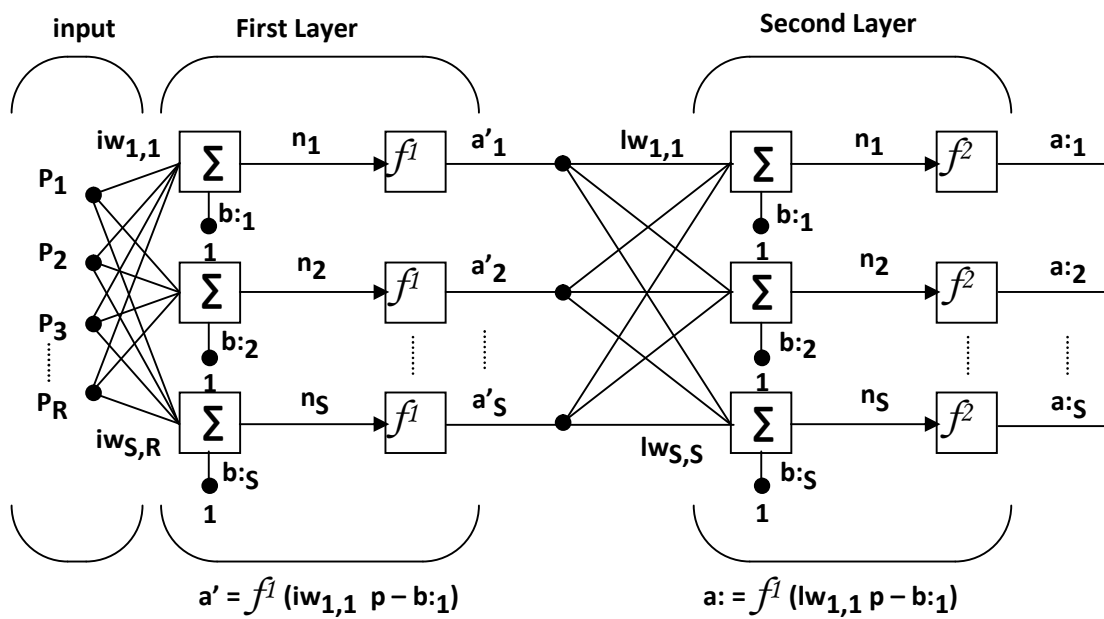 input First Layer Second Layer
iw1,1 n1 a'1 lw1,1 n1 a:1
Σ f1 Σ f2
P1
b:1 b:1
1 1
P2 n2 a'2 n2 a:2
Σ f1 Σ f2
P3
b:2 b:2
1 1
PR nS a'S nS a:S
Σ f1 Σ f2
iwS,R lwS,S
b:S b:S
1 1
a' = f1 (iw1,1 p – b:1) a: = f1 (lw1,1 p – b:1)